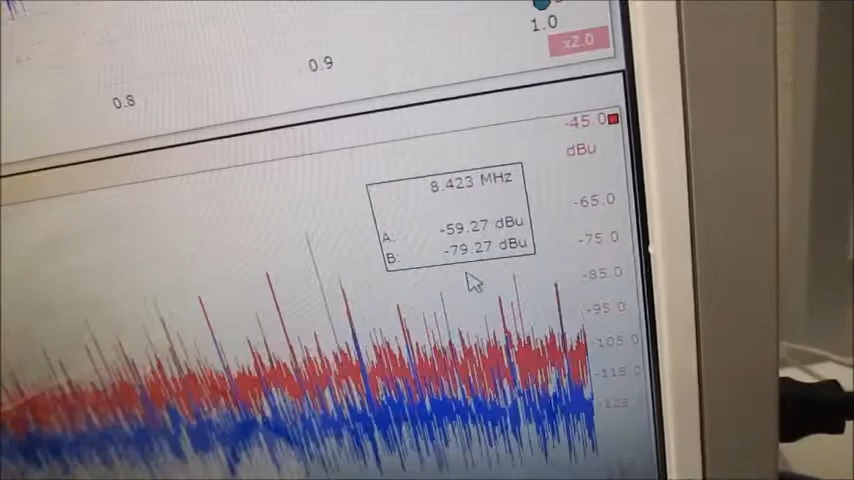 1.0
x2.0
0.9
0.8
-45.0
dBu
8.423 MHz
-65.0
A: -59.27 dBu
-75.0
B: -79.27 dBu
-85.0
-95.0
-105.0
-115.0
-125